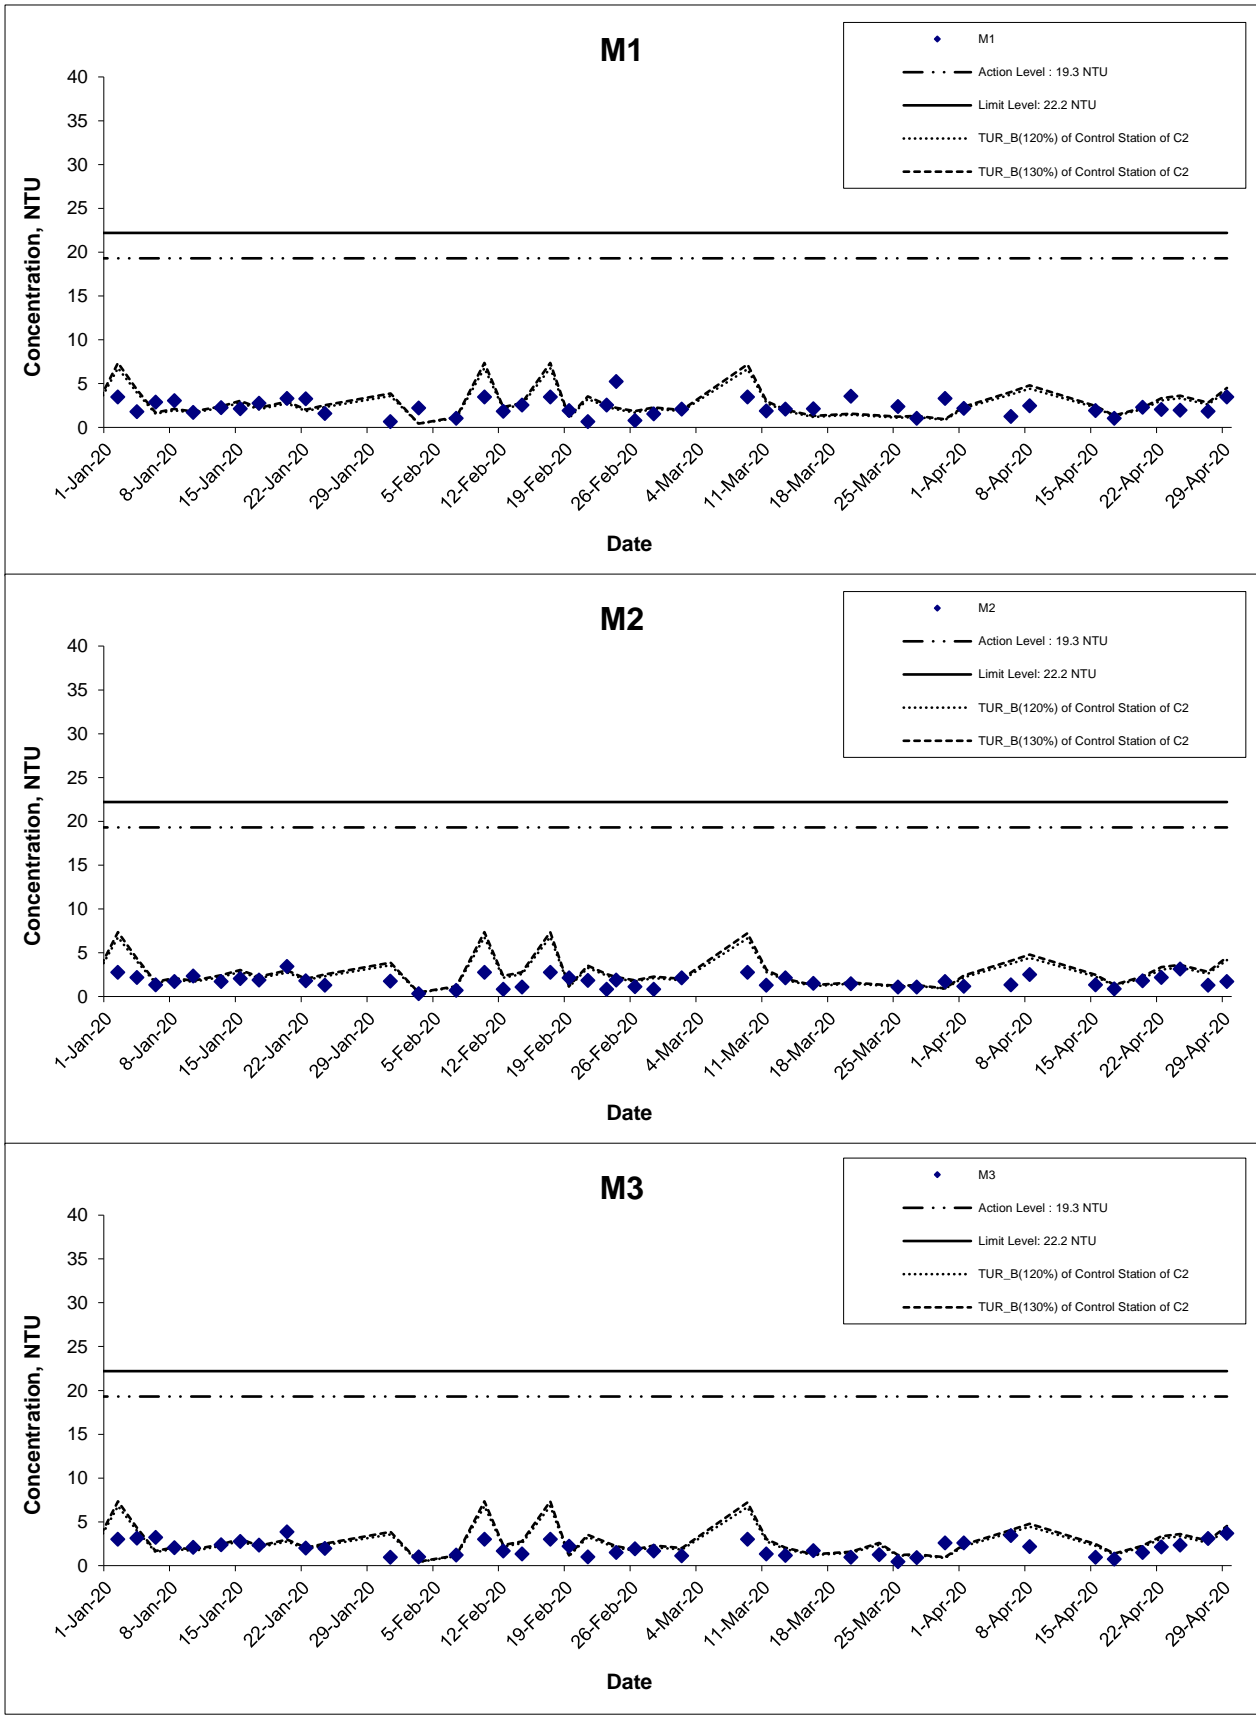 M1
M1
Action Level : 19.3 NTU
Limit Level: 22.2 NTU
TUR_B(120%) of Control Station of C2
TUR_B(130%) of Control Station of C2
Concentration, NTU
40
35
30
25
20
15
10
5
0
1-Jan-20
8-Jan-20
15-Jan-20
22-Jan-20
29-Jan-20
5-Feb-20
12-Feb-20
19-Feb-20
26-Feb-20
4-Mar-20
11-Mar-20
18-Mar-20
25-Mar-20
1-Apr-20
8-Apr-20
15-Apr-20
22-Apr-20
29-Apr-20
Date
M2
M2
Action Level : 19.3 NTU
Limit Level: 22.2 NTU
TUR_B(120%) of Control Station of C2
TUR_B(130%) of Control Station of C2
Concentration, NTU
40
35
30
25
20
15
10
5
0
1-Jan-20
8-Jan-20
15-Jan-20
22-Jan-20
29-Jan-20
5-Feb-20
12-Feb-20
19-Feb-20
26-Feb-20
4-Mar-20
11-Mar-20
18-Mar-20
25-Mar-20
1-Apr-20
8-Apr-20
15-Apr-20
22-Apr-20
29-Apr-20
Date
M3
M3
Action Level : 19.3 NTU
Limit Level: 22.2 NTU
TUR_B(120%) of Control Station of C2
TUR_B(130%) of Control Station of C2
Concentration, NTU
40
35
30
25
20
15
10
5
0
1-Jan-20
8-Jan-20
15-Jan-20
22-Jan-20
29-Jan-20
5-Feb-20
12-Feb-20
19-Feb-20
26-Feb-20
4-Mar-20
11-Mar-20
18-Mar-20
25-Mar-20
1-Apr-20
8-Apr-20
15-Apr-20
22-Apr-20
29-Apr-20
Date